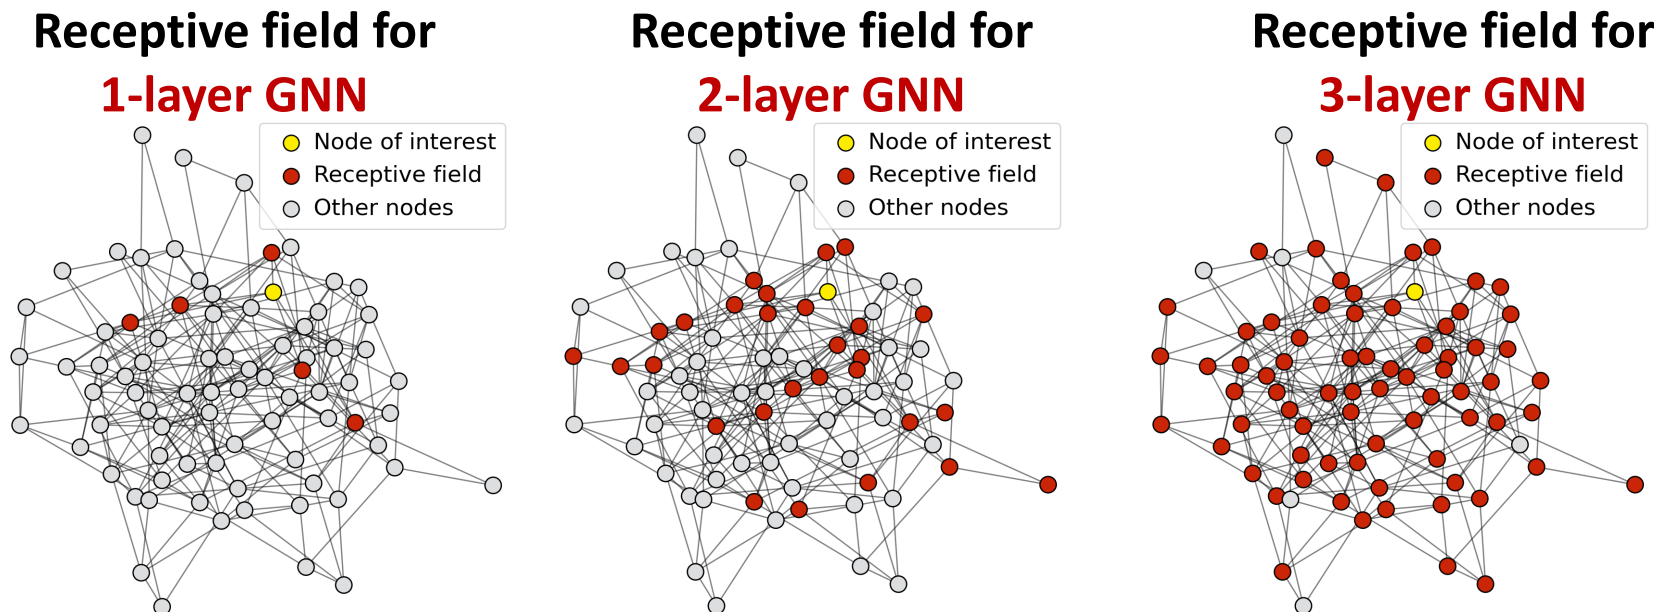 Receptive field for
1-layer GNN
Node of interest
Receptive field
Other nodes
Receptive field for
2-layer GNN
Node of interest
Receptive field
Other nodes
Receptive field for
3-layer GNN
Node of interest
Receptive field
Other nodes